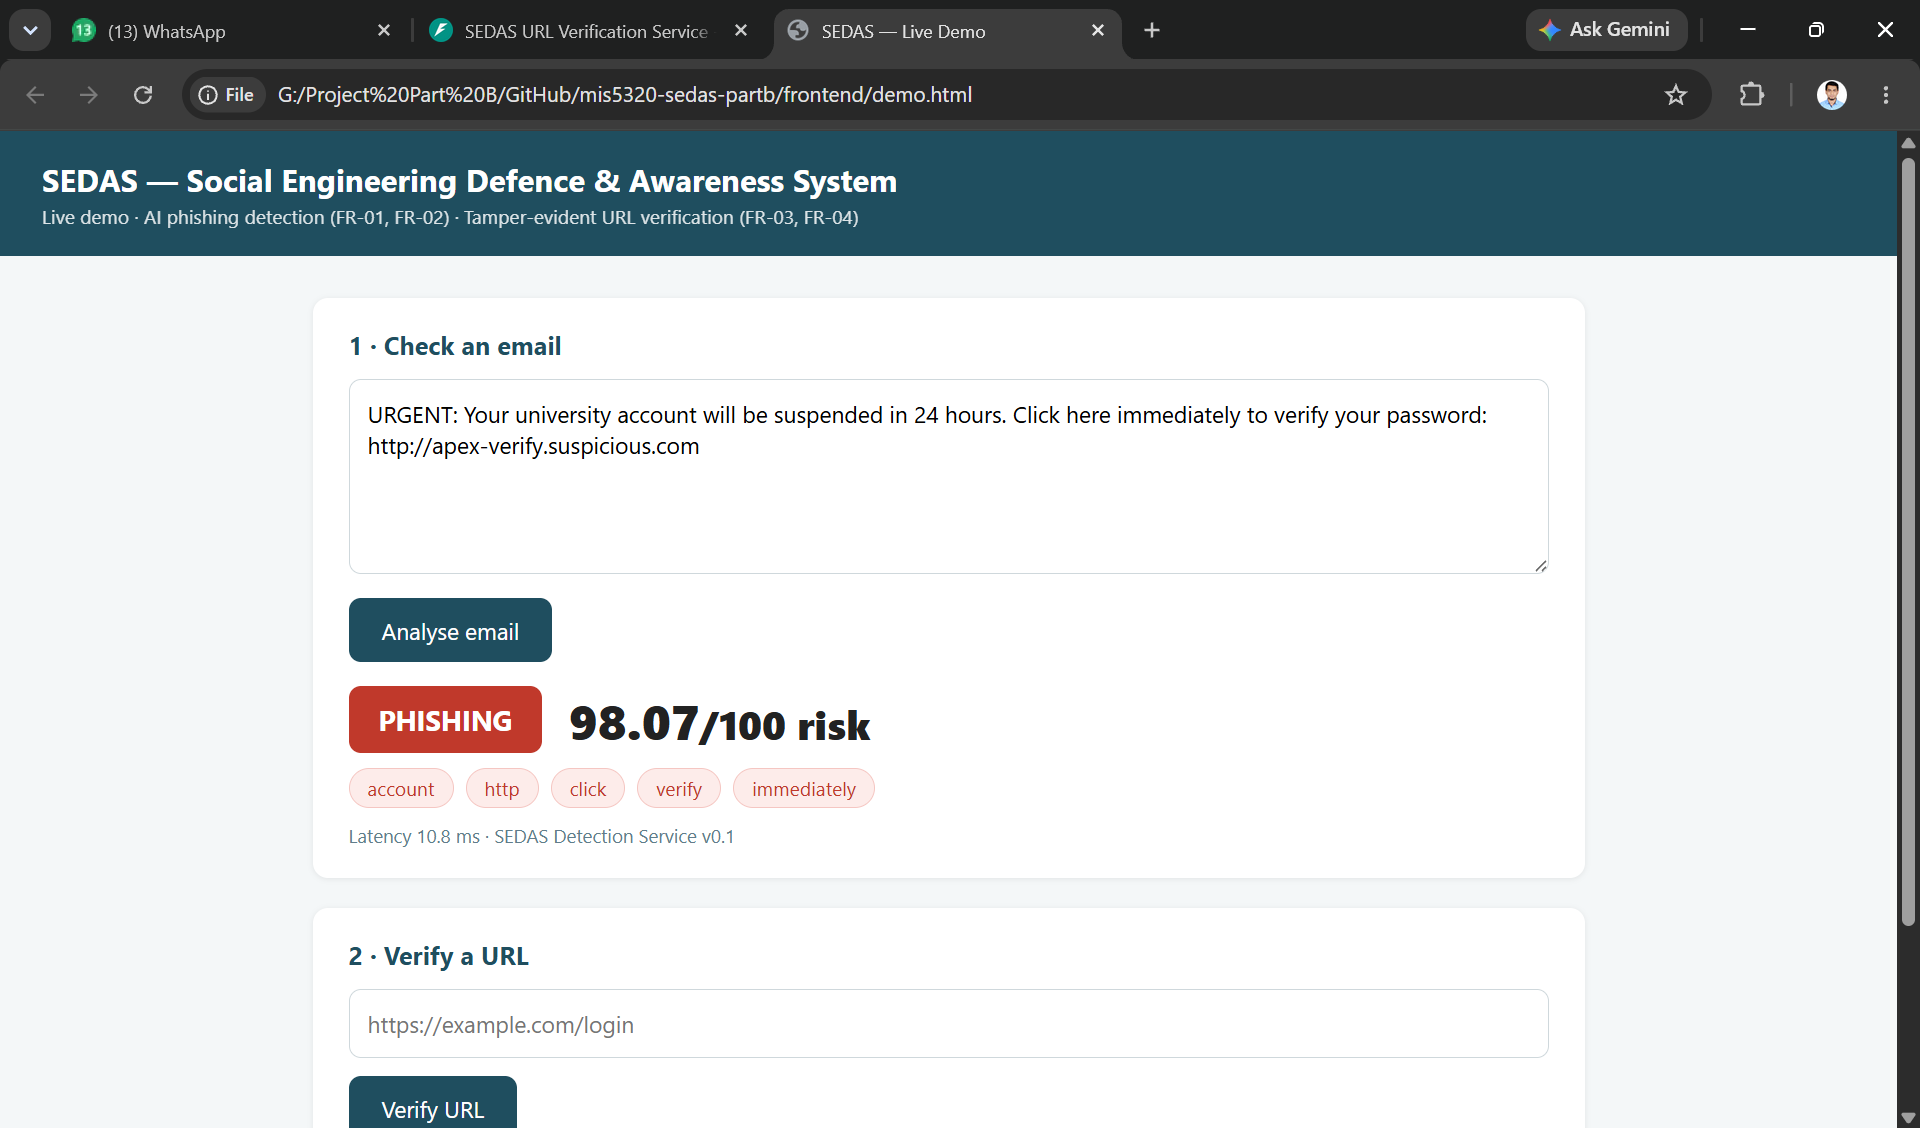 13
(13) WhatsApp
SEDAS URL Verification Service
SEDAS — Live Demo
Ask Gemini
File
G:/Project%20Part%20B/GitHub/mis5320-sedas-partb/frontend/demo.html
SEDAS — Social Engineering Defence & Awareness System
Live demo · AI phishing detection (FR-01, FR-02) · Tamper-evident URL verification (FR-03, FR-04)
1 · Check an email
URGENT: Your university account will be suspended in 24 hours. Click here immediately to verify your password:
http://apex-verify.suspicious.com
Analyse email
PHISHING
98.07/100 risk
account
http
click
verify
immediately
Latency 10.8 ms · SEDAS Detection Service v0.1
2 · Verify a URL
https://example.com/login
Verify URL